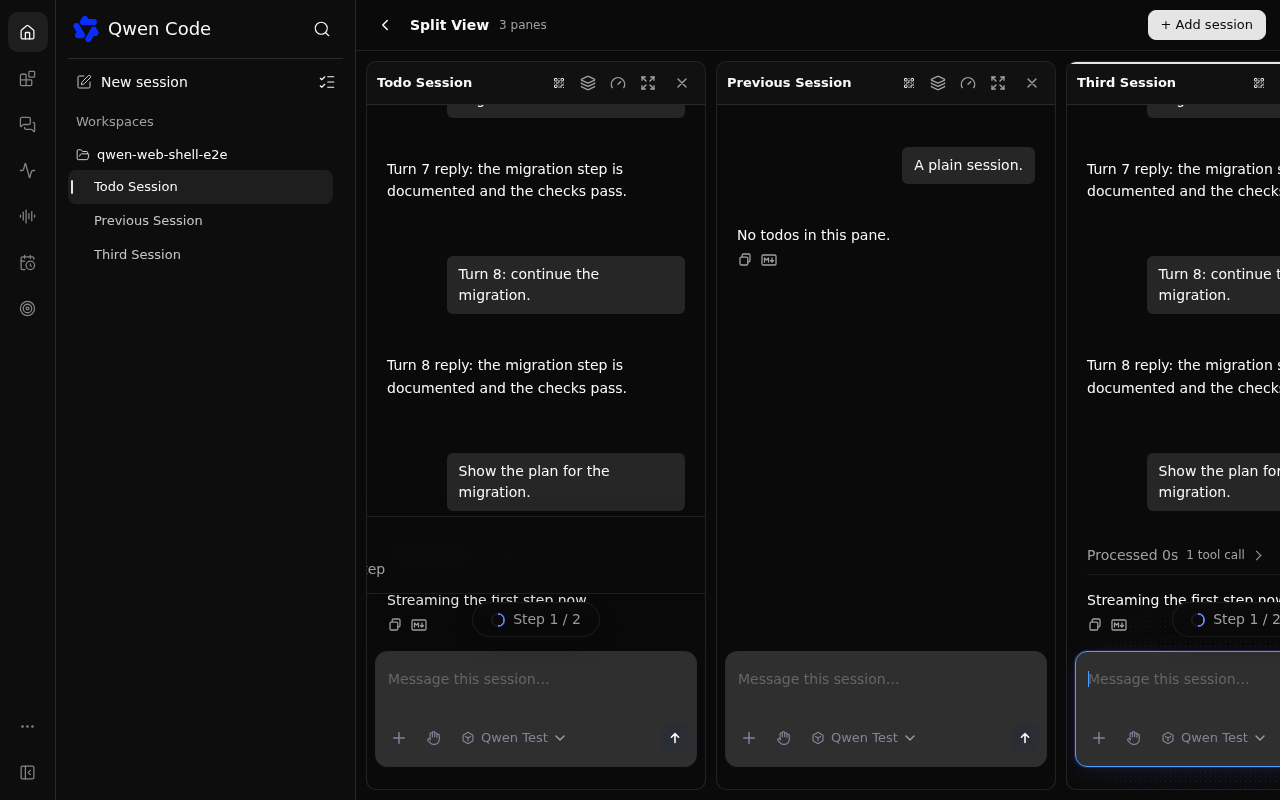 Qwen Code
New session
Workspaces
qwen-web-shell-e2e
Todo Session
Previous Session
Third Session
Split View 3 panes
+ Add session
Todo Session
Turn 7 reply: the migration step is
documented and the checks pass.
Turn 8: continue the
migration.
Turn 8 reply: the migration step is
documented and the checks pass.
Show the plan for the
migration.
Streaming the first step now
Step 1 / 2
Message this session...
Qwen Test
Previous Session
A plain session.
No todos in this pane.
Message this session...
Qwen Test
Third Session
Turn 7 reply: the migration step
documented and the checks
Turn 8: continue
migration.
Turn 8 reply: the migration step
documented and the checks
Show the plan for
migration.
Processed 0s 1 tool call
Streaming the first step now
Step 1 / 2
Message this session...
Qwen Test